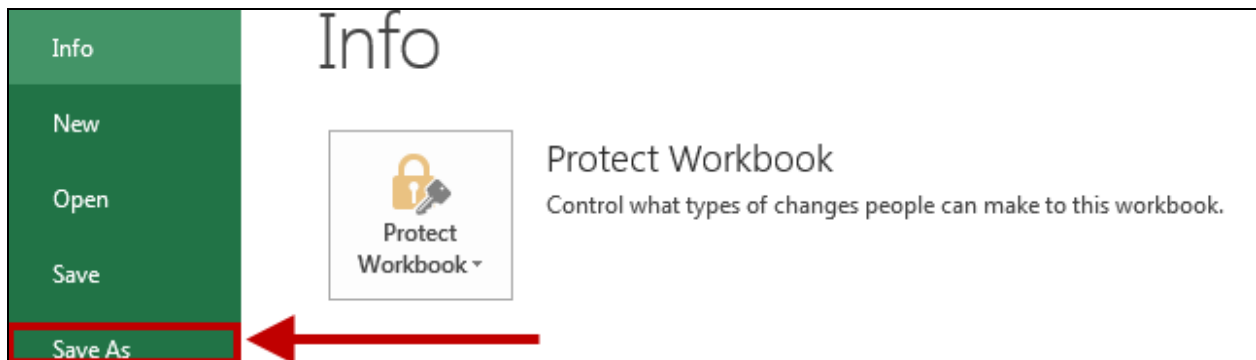 Info
New
Open
Save
Save As
Info
Protect
Workbook
Protect Workbook
Control what types of changes people can make to this workbook.